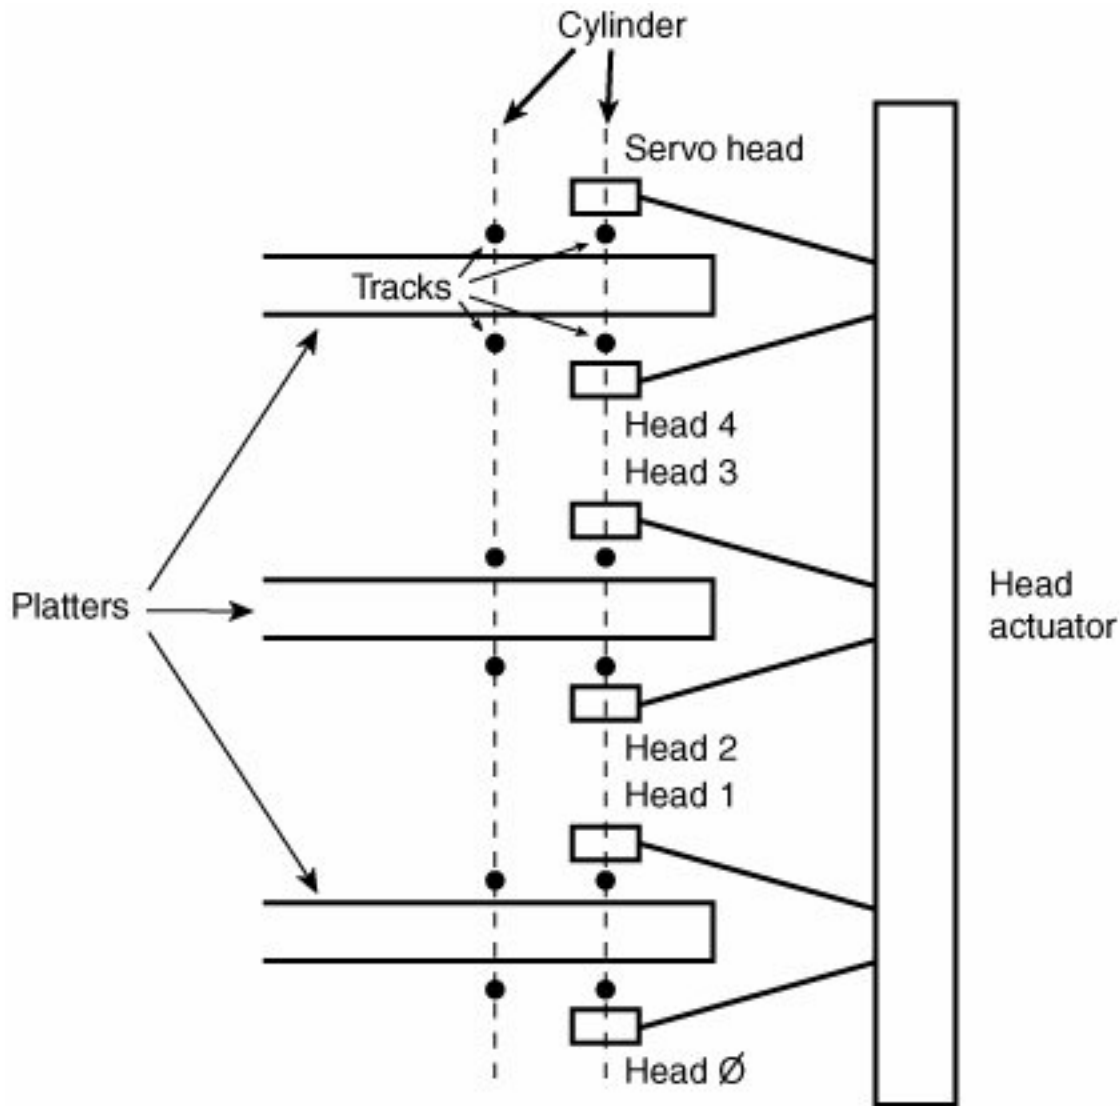 Cylinder
Servo head
Tracks
Head 4
Head 3
Platters
Head
actuator
Head 2
Head 1
Head Ø